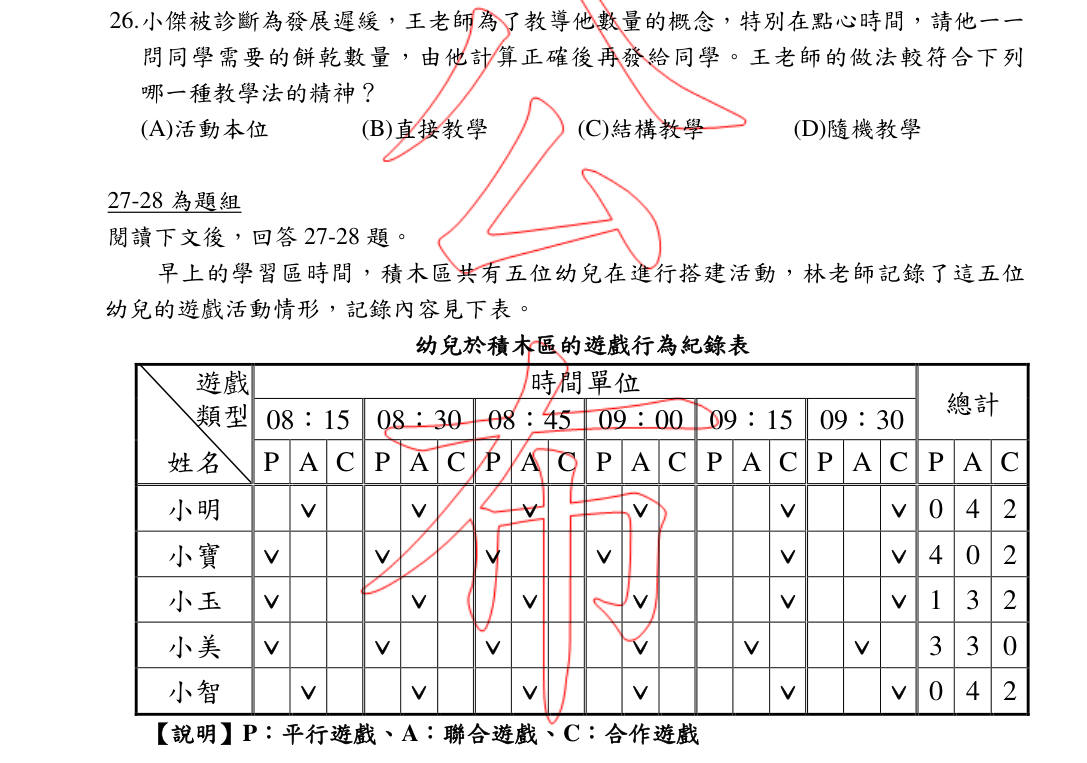 26.小傑被診斷為發展遲緩，王老師為了教導他數量的概念，特別在點心時間，請他一一
問同學需要的餅乾數量，由他計算正確後再發給同學。王老師的做法較符合下列
哪一種教學法的精神？
(A)活動本位 (B)直接教學 (C)結構教學 (D)隨機教學
27-28 為題組
閱讀下文後，回答 27-28 題。
早上的學習區時間，積木區共有五位幼兒在進行搭建活動，林老師記錄了這五位
幼兒的遊戲活動情形，記錄內容見下表。
幼兒於積木區的遊戲行為紀錄表
遊戲類型 姓名 時間單位 總計
08：15 08：30 08：45 09：00 09：15 09：30
P A C P A C P A C P A C P A C P A C P A C
小明 ∨ ∨ ∨ ∨ ∨ ∨ 0 4 2
小寶 ∨ ∨ ∨ ∨ ∨ ∨ 4 0 2
小玉 ∨ ∨ ∨ ∨ ∨ ∨ 1 3 2
小美 ∨ ∨ ∨ ∨ ∨ ∨ 3 3 0
小智 ∨ ∨ ∨ ∨ ∨ ∨ 0 4 2
【說明】P：平行遊戲、A：聯合遊戲、C：合作遊戲
公
布